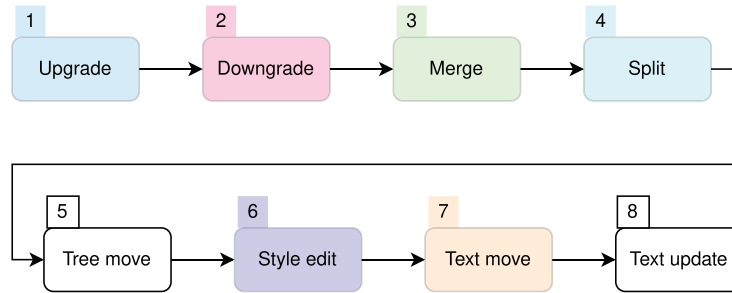 1 2 3 4
Upgrade Downgrade Merge Split
5 6 7 8
Tree move Style edit Text move Text update